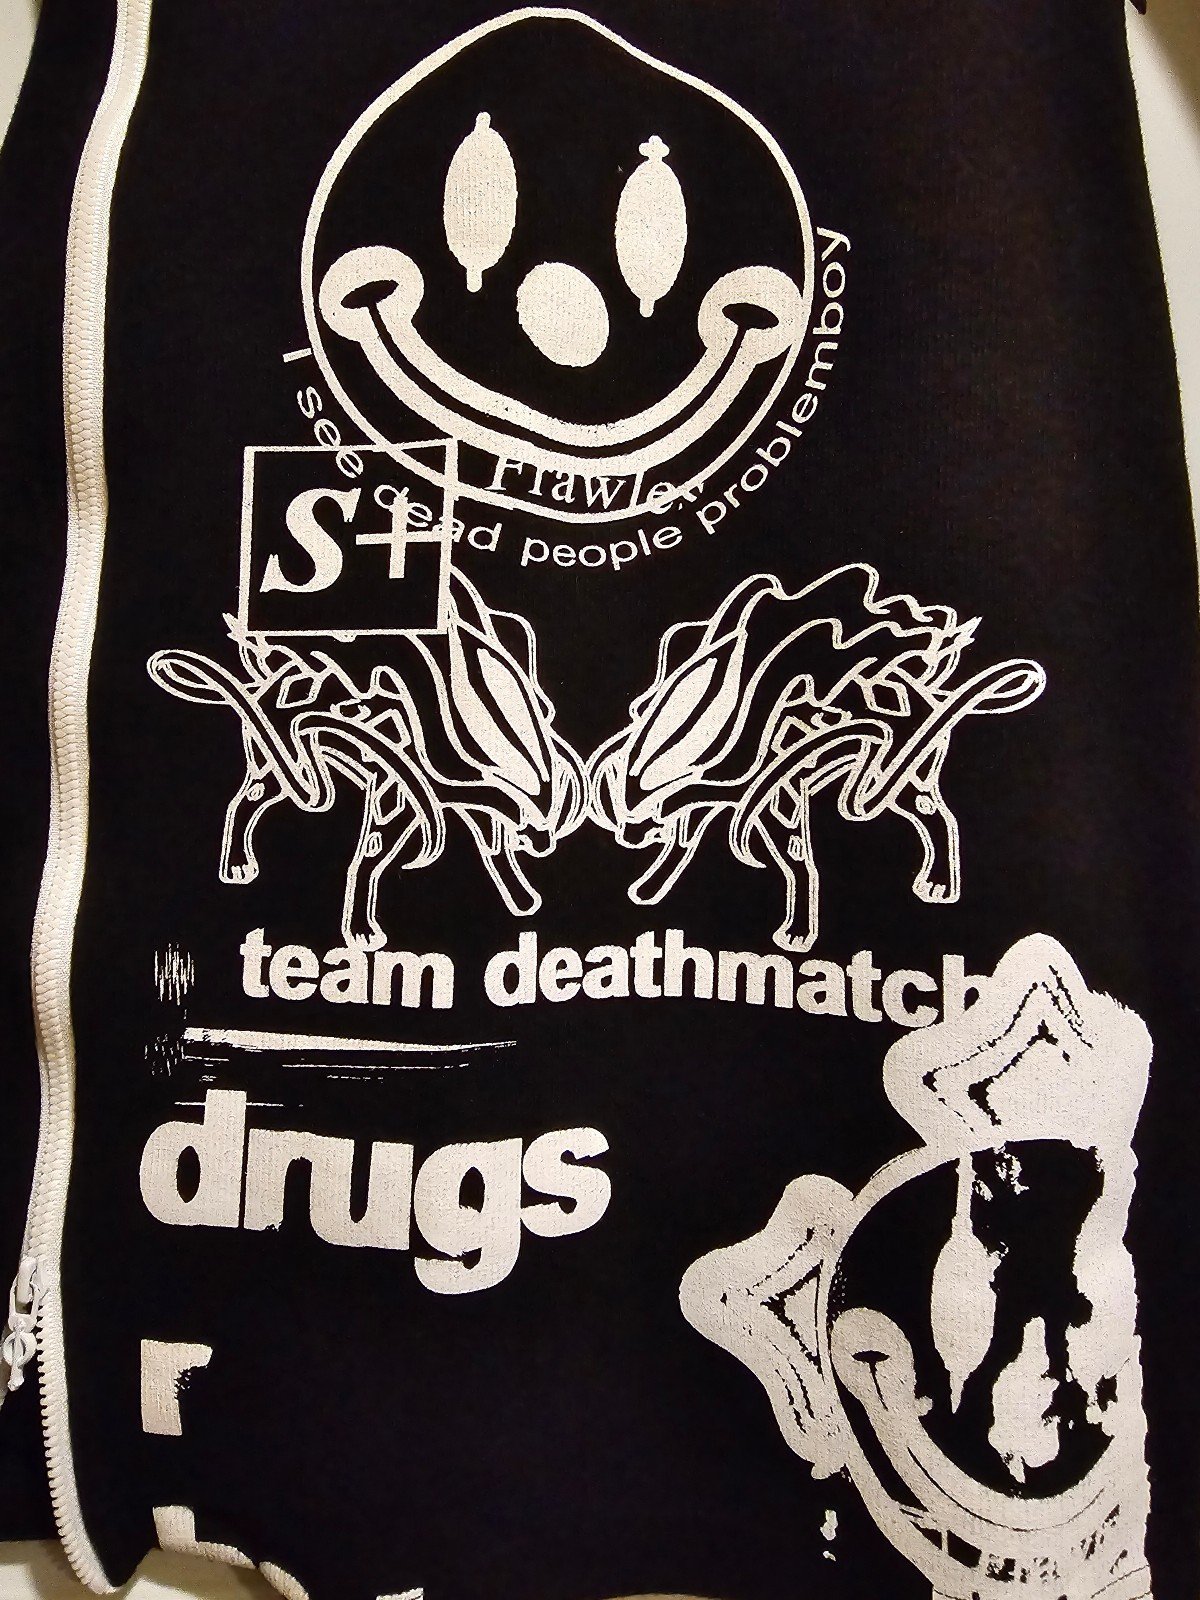 I see dead people problemboy
Frawley
S+
team deathmatch
drugs
r